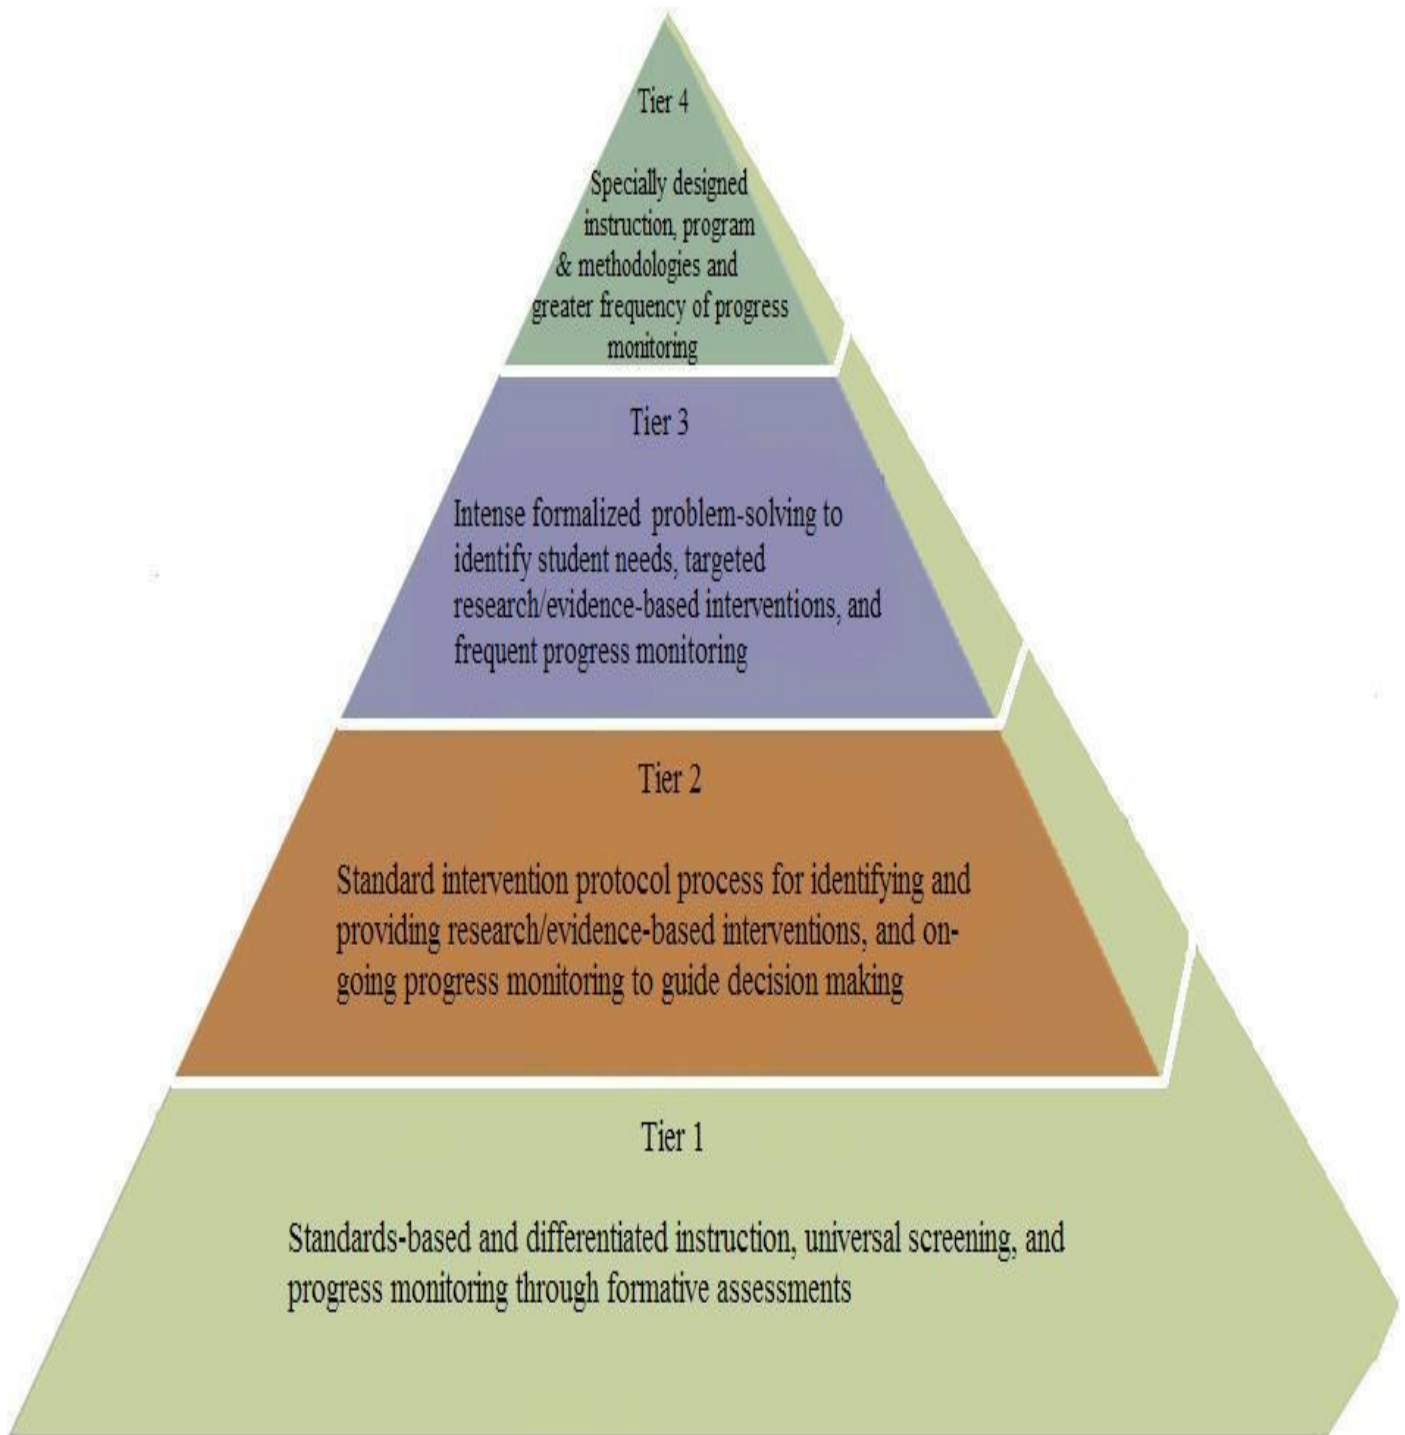 Tier 4
Specially designed
instruction, program
& methodologies and
greater frequency of progress
monitoring
Tier 3
Intense formalized problem-solving to
identify student needs, targeted
research/evidence-based interventions, and
frequent progress monitoring
Tier 2
Standard intervention protocol process for identifying and
providing research/evidence-based interventions, and on-
going progress monitoring to guide decision making
Tier 1
Standards-based and differentiated instruction, universal screening, and
progress monitoring through formative assessments